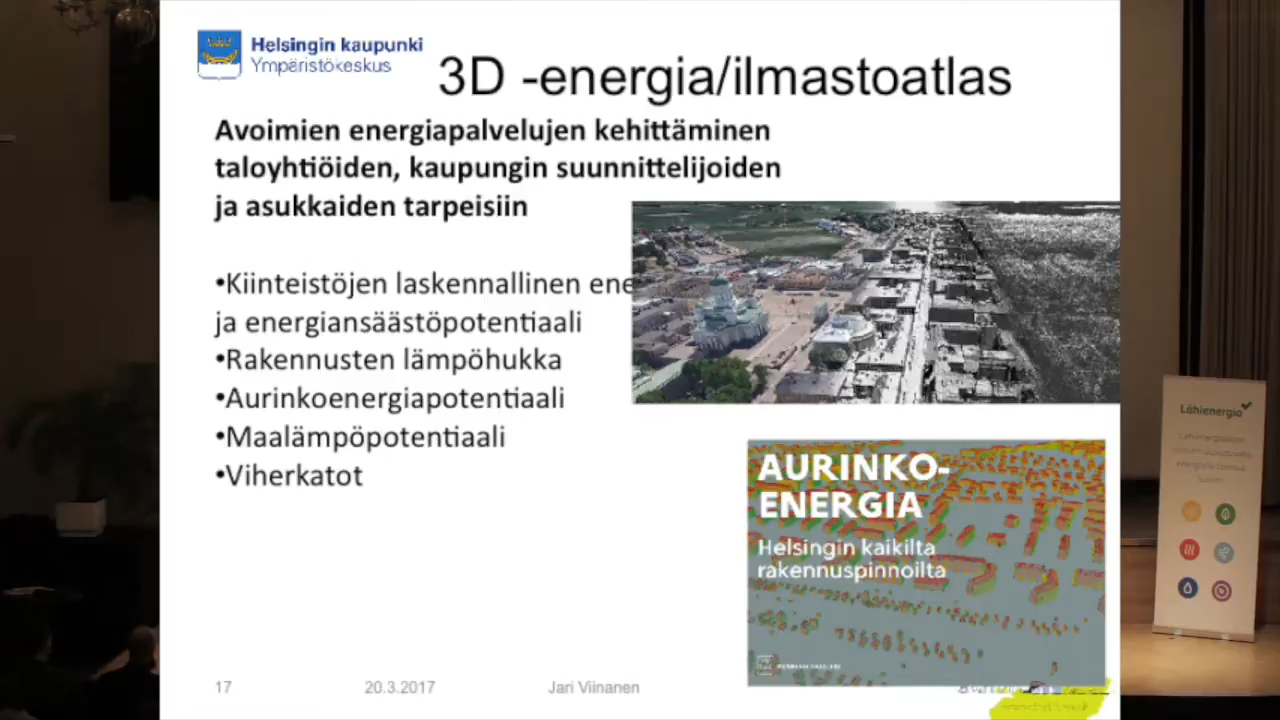 Helsingin kaupunki
Ympäristökeskus
3D -energia/ilmastoatlas
Avoimien energiapalvelujen kehittäminen
taloyhtiöiden, kaupungin suunnittelijoiden
ja asukkaiden tarpeisiin
•Kiinteistöjen laskennallinen ene
ja energiansäästöpotentiaali
•Rakennusten lämpöhukka
•Aurinkoenergiapotentiaali
•Maalämpöpotentiaali
•Viherkatot
AURINKO-
ENERGIA
Helsingin kaikilta
rakennuspinnoilta
17 20.3.2017 Jari Viinanen
Lähienergia